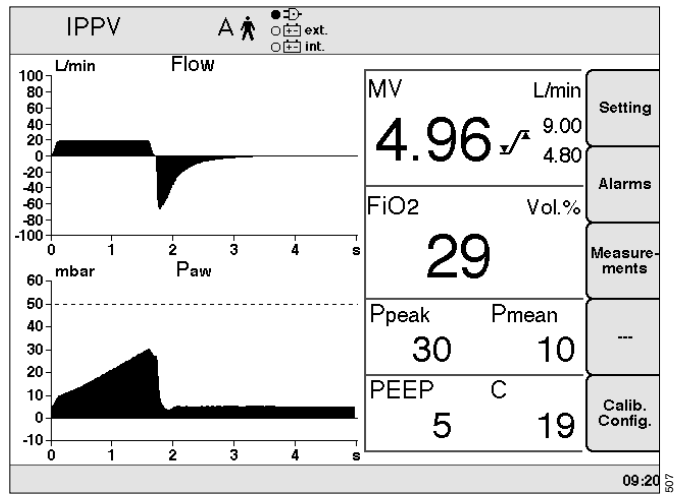 IPPV A
ext.
int.
L/min Flow
100
80
60
40
20
0
-20
-40
-60
-80
-100
0 1 2 3 4 s
mbar Paw
60
50
40
30
20
10
0
-10
0 1 2 3 4 s
MV L/min
4.96 9.00
4.80
FiO2 Vol.%
29
Ppeak Pmean
30 10
PEEP C
5 19
Setting
Alarms
Measure-
ments
---
Calib.
Config.
09:20
507